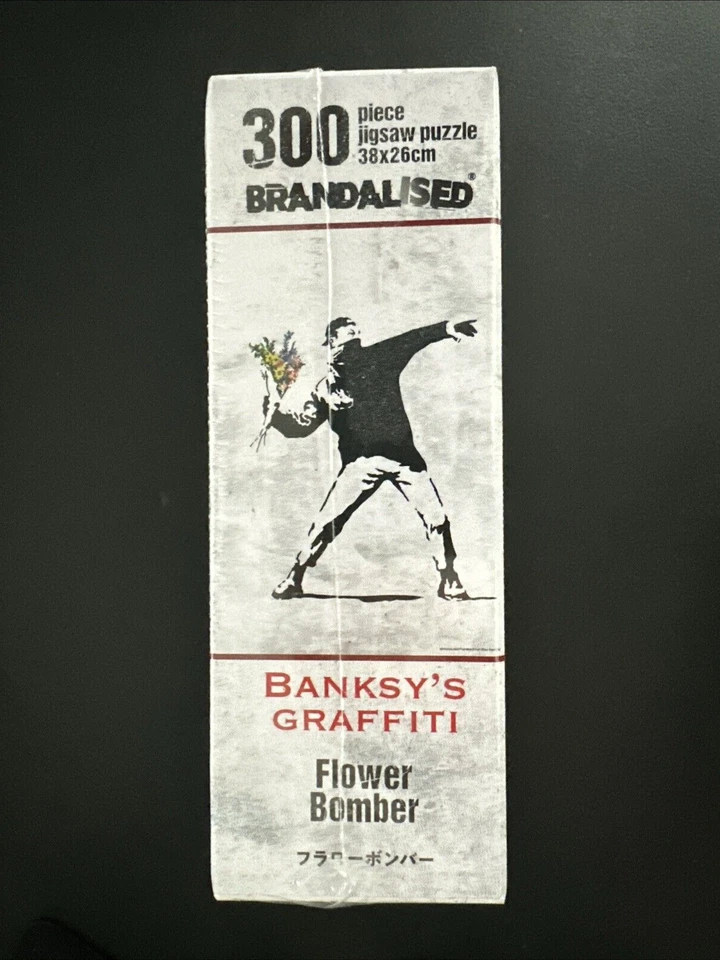 300 piece
jigsaw puzzle
38x26cm
BRANDALISED®
BANKSY'S
GRAFFITI
Flower
Bomber
フラワーボンバー